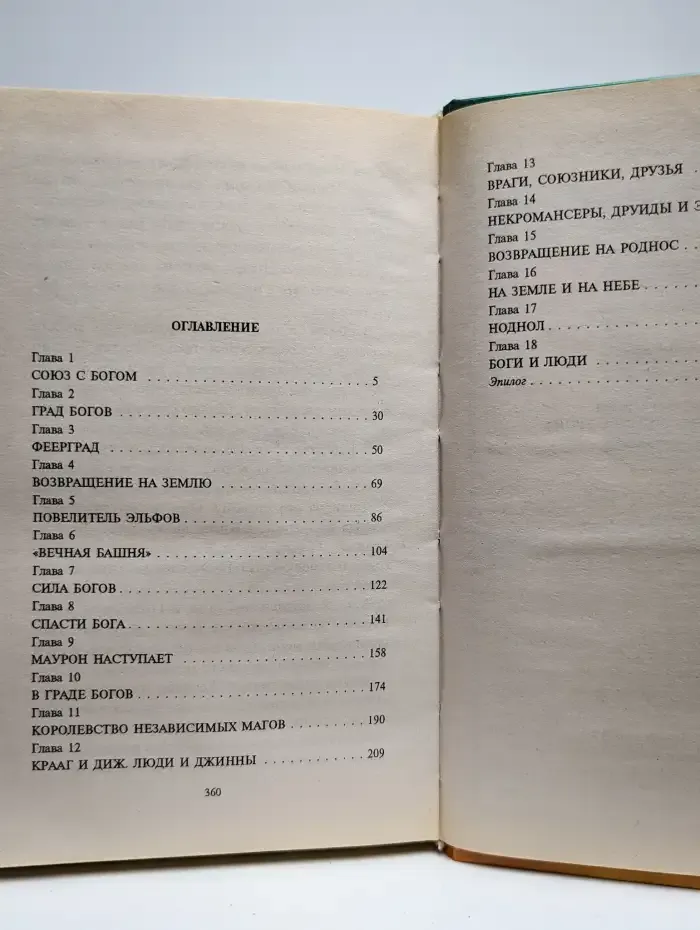 ОГЛАВЛЕНИЕ
Глава 1
СОЮЗ С БОГОМ . . . . . . . . . . . . . . . . . . . . . . . . 5
Глава 2
ГРАД БОГОВ . . . . . . . . . . . . . . . . . . . . . . . . . . 30
Глава 3
ФЕЕРГРАД . . . . . . . . . . . . . . . . . . . . . . . . . . . 50
Глава 4
ВОЗВРАЩЕНИЕ НА ЗЕМЛЮ . . . . . . . . . . . . . . . 69
Глава 5
ПОВЕЛИТЕЛЬ ЭЛЬФОВ . . . . . . . . . . . . . . . . . . 86
Глава 6
«ВЕЧНАЯ БАШНЯ» . . . . . . . . . . . . . . . . . . . . . 104
Глава 7
СИЛА БОГОВ . . . . . . . . . . . . . . . . . . . . . . . . . 122
Глава 8
СПАСТИ БОГА . . . . . . . . . . . . . . . . . . . . . . . . 141
Глава 9
МАУРОН НАСТУПАЕТ . . . . . . . . . . . . . . . . . . . 158
Глава 10
В ГРАДЕ БОГОВ . . . . . . . . . . . . . . . . . . . . . . . 174
Глава 11
КОРОЛЕВСТВО НЕЗАВИСИМЫХ МАГОВ . . . . . . . . . 190
Глава 12
КРААГ И ДИЖ. ЛЮДИ И ДЖИННЫ . . . . . . . . . . . . 209
360
Глава 13
ВРАГИ, СОЮЗНИКИ, ДРУЗЬЯ .
Глава 14
НЕКРОМАНСЕРЫ, ДРУИДЫ И
Глава 15
ВОЗВРАЩЕНИЕ НА РОДНОС . .
Глава 16
НА ЗЕМЛЕ И НА НЕБЕ . . . . . .
Глава 17
НОДНОЛ . . . . . . . . . . . . . . . .
Глава 18
БОГИ И ЛЮДИ . . . . . . . . . . . .
Эпилог . . . . . . . . . . . . . . . . . .